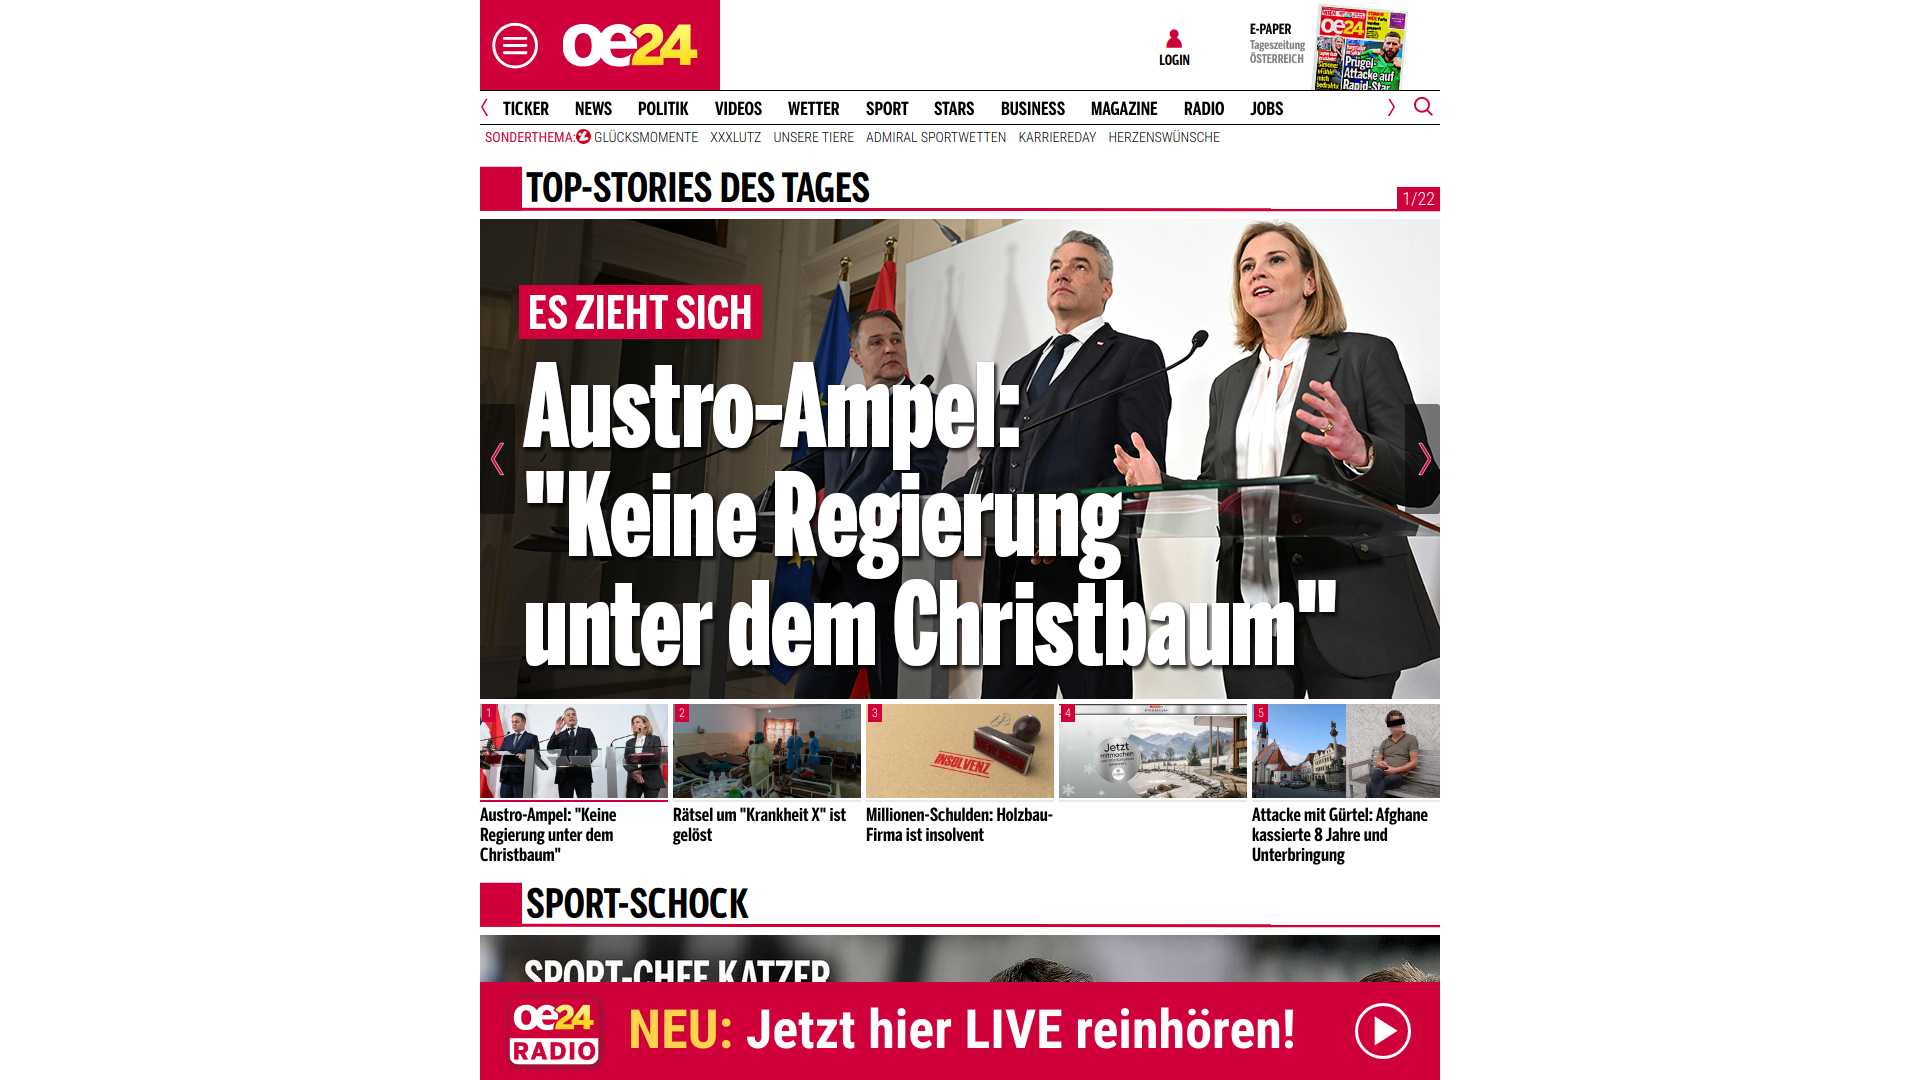 oe24
LOGIN
E-PAPER
Tageszeitung
ÖSTERREICH
oe24
Prügel-
Attacke auf
Rapid-Star
TICKER NEWS POLITIK VIDEOS WETTER SPORT STARS BUSINESS MAGAZINE RADIO JOBS
SONDERTHEMA: GLÜCKSMOMENTE XXXLUTZ UNSERE TIERE ADMIRAL SPORTWETTEN KARRIEREDAY HERZENSWÜNSCHE
TOP-STORIES DES TAGES
1/22
ES ZIEHT SICH
Austro-Ampel:
"Keine Regierung
unter dem Christbaum"
1 2 3 4 5
INSOLVENZ
Jetzt
mitmachen
Austro-Ampel: "Keine
Regierung unter dem
Christbaum"
Rätsel um "Krankheit X" ist
gelöst
Millionen-Schulden: Holzbau-
Firma ist insolvent
Attacke mit Gürtel: Afghane
kassierte 8 Jahre und
Unterbringung
SPORT-SCHOCK
SPORT-CHEF KATZER
oe24
RADIO
NEU: Jetzt hier LIVE reinhören!